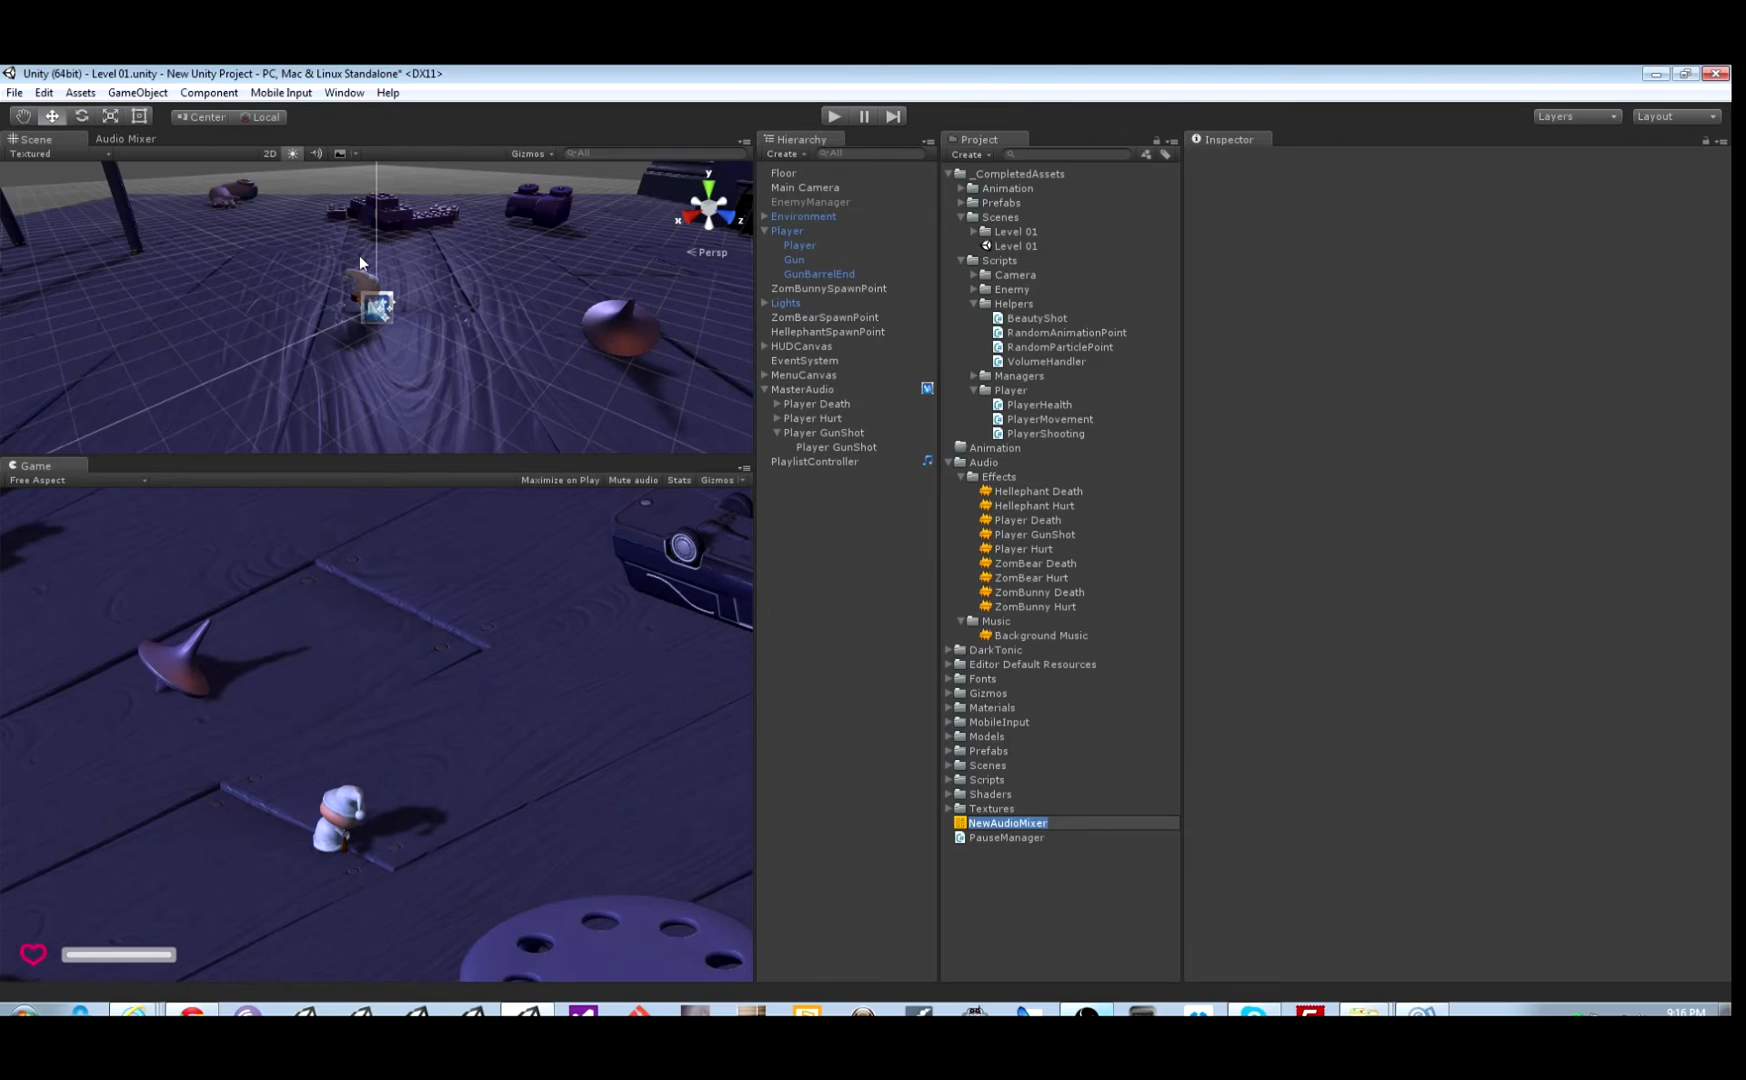 Unity (64bit) - Level 01.unity - New Unity Project - PC, Mac & Linux Standalone* <DX11>
File Edit Assets GameObject Component Mobile Input Window Help
Center Local
Layers Layout
Scene Audio Mixer
Textured 2D Gizmos All
y
x z
Persp
Game
Free Aspect Maximize on Play Mute audio Stats Gizmos
Hierarchy
Create All
Floor
Main Camera
EnemyManager
Environment
Player
Player
Gun
GunBarrelEnd
ZomBunnySpawnPoint
Lights
ZomBearSpawnPoint
HellephantSpawnPoint
HUDCanvas
EventSystem
MenuCanvas
MasterAudio
Player Death
Player Hurt
Player GunShot
Player GunShot
PlaylistController
Project
Create
_CompletedAssets
Animation
Prefabs
Scenes
Level 01
Level 01
Scripts
Camera
Enemy
Helpers
BeautyShot
RandomAnimationPoint
RandomParticlePoint
VolumeHandler
Managers
Player
PlayerHealth
PlayerMovement
PlayerShooting
Animation
Audio
Effects
Hellephant Death
Hellephant Hurt
Player Death
Player GunShot
Player Hurt
ZomBear Death
ZomBear Hurt
ZomBunny Death
ZomBunny Hurt
Music
Background Music
DarkTonic
Editor Default Resources
Fonts
Gizmos
Materials
MobileInput
Models
Prefabs
Scenes
Scripts
Shaders
Textures
NewAudioMixer
PauseManager
Inspector
9:16 PM